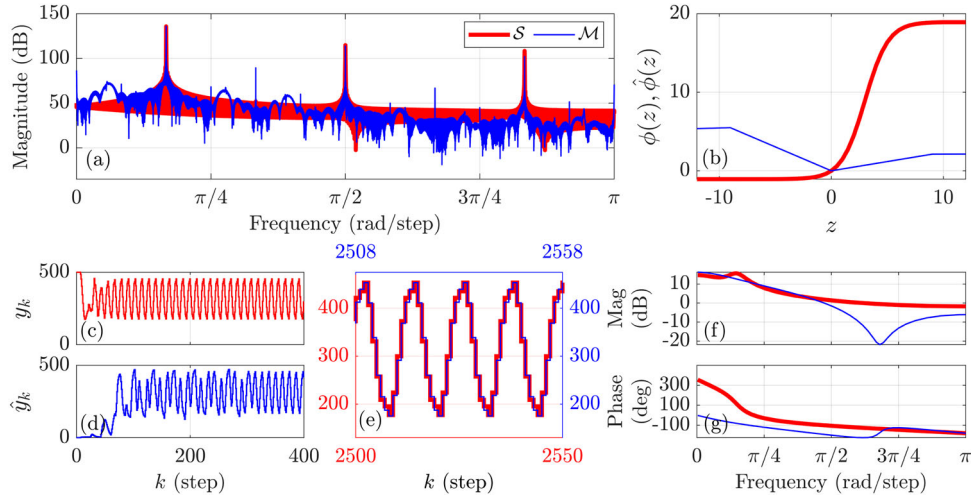 150
100
50
0
Magnitude (dB)
𝒮
ℳ
(a)
0
π/4
π/2
3π/4
π
Frequency (rad/step)
20
10
0
ϕ(z), ϕ̂(z)
(b)
-10
0
10
z
500
0
y_k
(c)
500
0
ŷ_k
(d)
0
200
400
k (step)
2508
2558
400
300
200
400
300
200
(e)
2500
2550
k (step)
10
-10
-20
Mag
(dB)
(f)
300
100
-100
Phase
(deg)
(g)
0
π/4
π/2
3π/4
π
Frequency (rad/step)